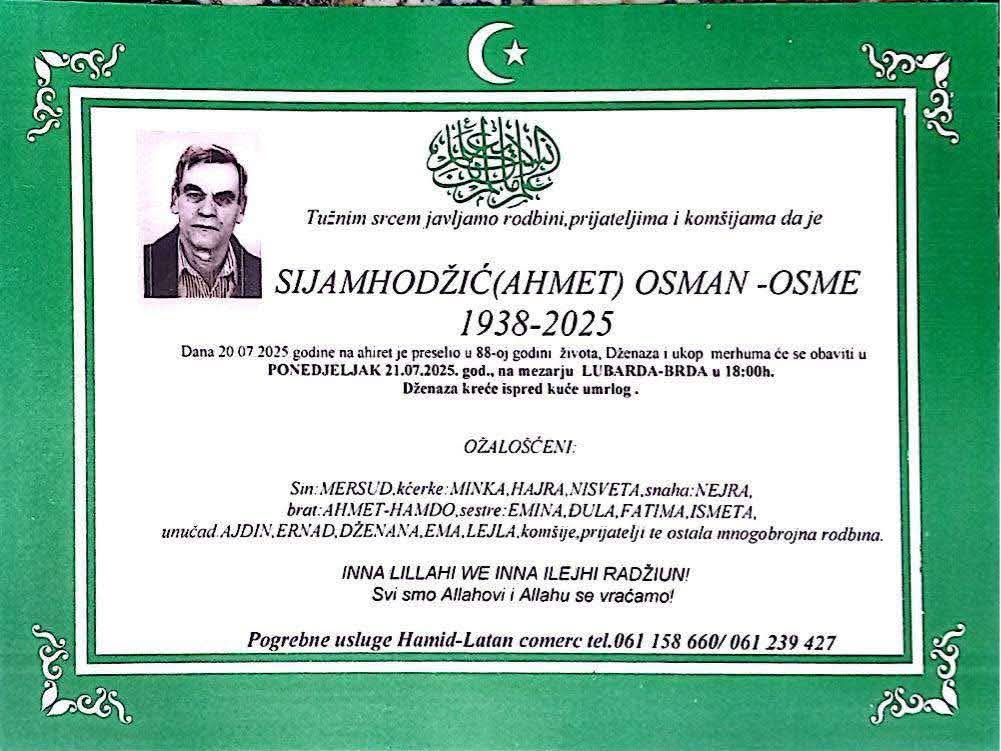 Tužnim srcem javljamo rodbini,prijateljima i komšijama da je
SIJAMHODŽIĆ(AHMET) OSMAN -OSME
1938-2025
Dana 20 07 2025 godine na ahiret je preselio u 88-oj godini života, Dženaza i ukop merhuma će se obaviti u
PONEDJELJAK 21.07.2025. god., na mezarju LUBARDA-BRDA u 18:00h.
Dženaza kreće ispred kuće umrlog .
OŽALOŠĆENI:
Sin:MERSUD,kćerke:MINKA,HAJRA,NISVETA,snaha:NEJRA,
brat:AHMET-HAMDO,sestre:EMINA,ĐULA,FATIMA,ISMETA,
unučad:AJDIN,ERNAD,DŽENANA,EMA,LEJLA,komšije,prijatelji te ostala mnogobrojna rodbina.
INNA LILLAHI WE INNA ILEJHI RADŽIUN!
Svi smo Allahovi i Allahu se vraćamo!
Pogrebne usluge Hamid-Latan comerc tel.061 158 660/ 061 239 427